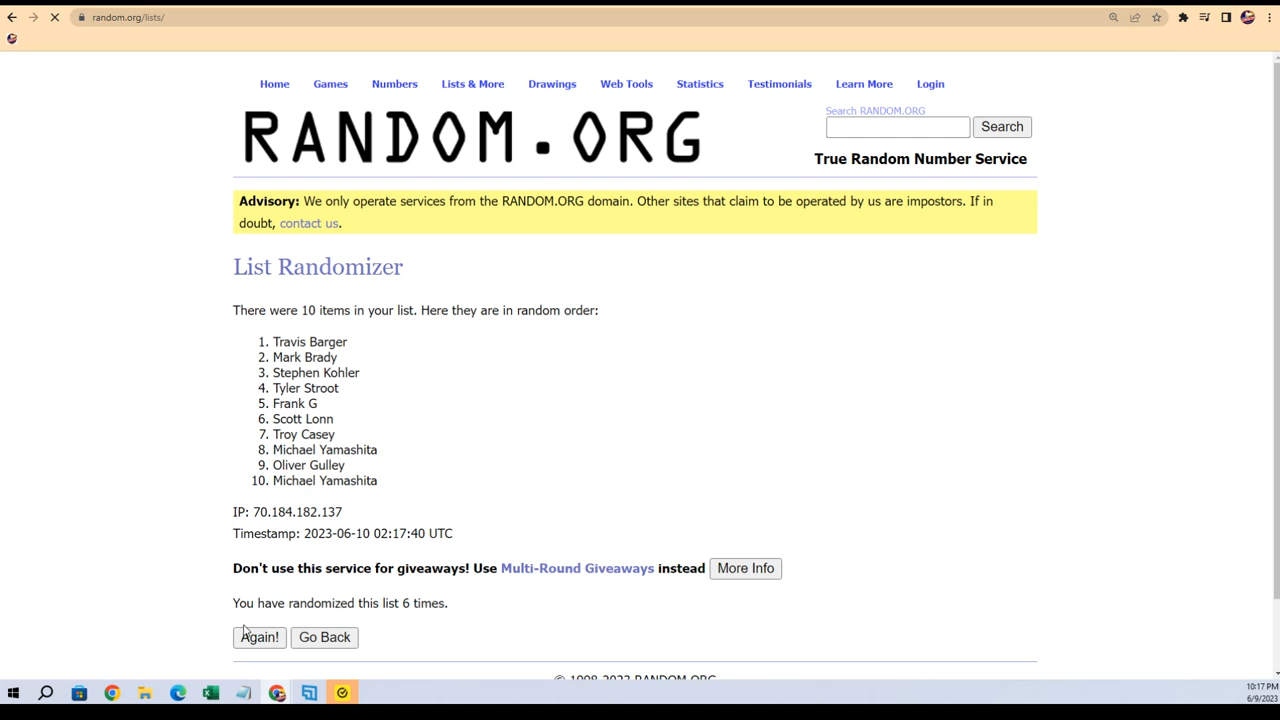 random.org/lists/
Home Games Numbers Lists & More Drawings Web Tools Statistics Testimonials Learn More Login
RANDOM.ORG
Search RANDOM.ORG
Search
True Random Number Service
Advisory: We only operate services from the RANDOM.ORG domain. Other sites that claim to be operated by us are impostors. If in
doubt, contact us.
List Randomizer
There were 10 items in your list. Here they are in random order:
1. Travis Barger
2. Mark Brady
3. Stephen Kohler
4. Tyler Stroot
5. Frank G
6. Scott Lonn
7. Troy Casey
8. Michael Yamashita
9. Oliver Gulley
10. Michael Yamashita
IP: 70.184.182.137
Timestamp: 2023-06-10 02:17:40 UTC
Don't use this service for giveaways! Use Multi-Round Giveaways instead More Info
You have randomized this list 6 times.
Again! Go Back
© 1998-2023 RANDOM.ORG
10:17 PM
6/9/2023